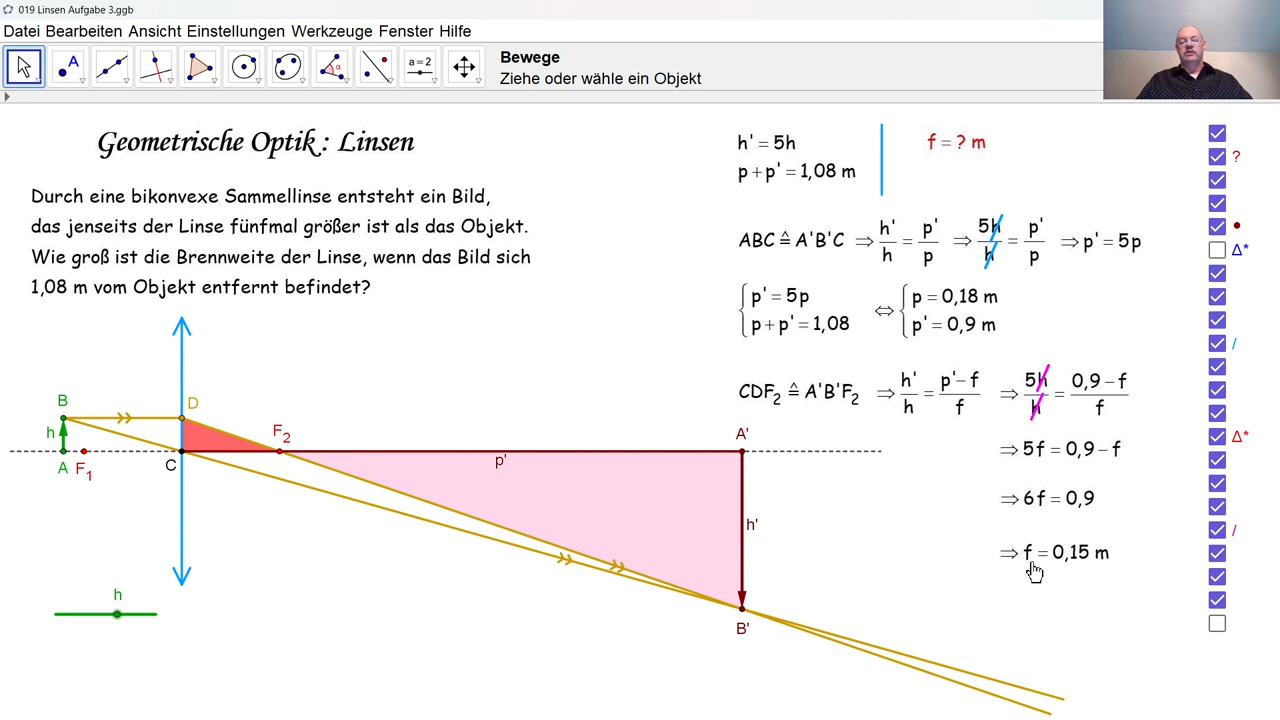 019 Linsen Aufgabe 3.ggb
Datei Bearbeiten Ansicht Einstellungen Werkzeuge Fenster Hilfe
A
α
a = 2
Bewege
Ziehe oder wähle ein Objekt
Geometrische Optik : Linsen
Durch eine bikonvexe Sammellinse entsteht ein Bild,
das jenseits der Linse fünfmal größer ist als das Objekt.
Wie groß ist die Brennweite der Linse, wenn das Bild sich
1,08 m vom Objekt entfernt befindet?
h' = 5h
p + p' = 1,08 m
f = ? m
ABC ≙ A'B'C ⇒ h'/h = p'/p ⇒ 5h/h = p'/p ⇒ p' = 5p
{ p' = 5p ⇔ { p = 0,18 m
p + p' = 1,08 p' = 0,9 m
CDF₂ ≙ A'B'F₂ ⇒ h'/h = (p' − f)/f ⇒ 5h/h = (0,9 − f)/f
⇒ 5f = 0,9 − f
⇒ 6f = 0,9
⇒ f = 0,15 m
B
D
h
F₂
A'
A
F₁
C
p'
h'
B'
h
?
Δ*
/
Δ*
/